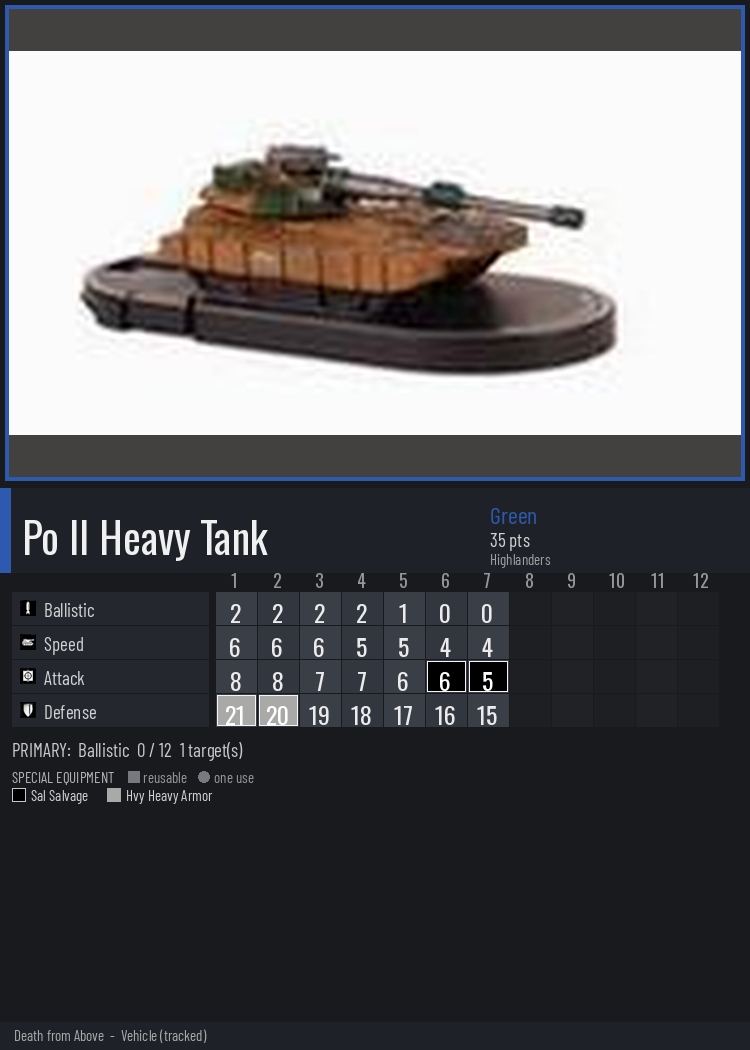 Po II Heavy Tank
Green
35 pts
Highlanders
1 2 3 4 5 6 7 8 9 10 11 12
Ballistic 2 2 2 2 1 0 0
Speed 6 6 6 5 5 4 4
Attack 8 8 7 7 6 6 5
Defense 21 20 19 18 17 16 15
PRIMARY: Ballistic 0 / 12 1 target(s)
SPECIAL EQUIPMENT reusable one use
Sal Salvage Hvy Heavy Armor
Death from Above - Vehicle (tracked)